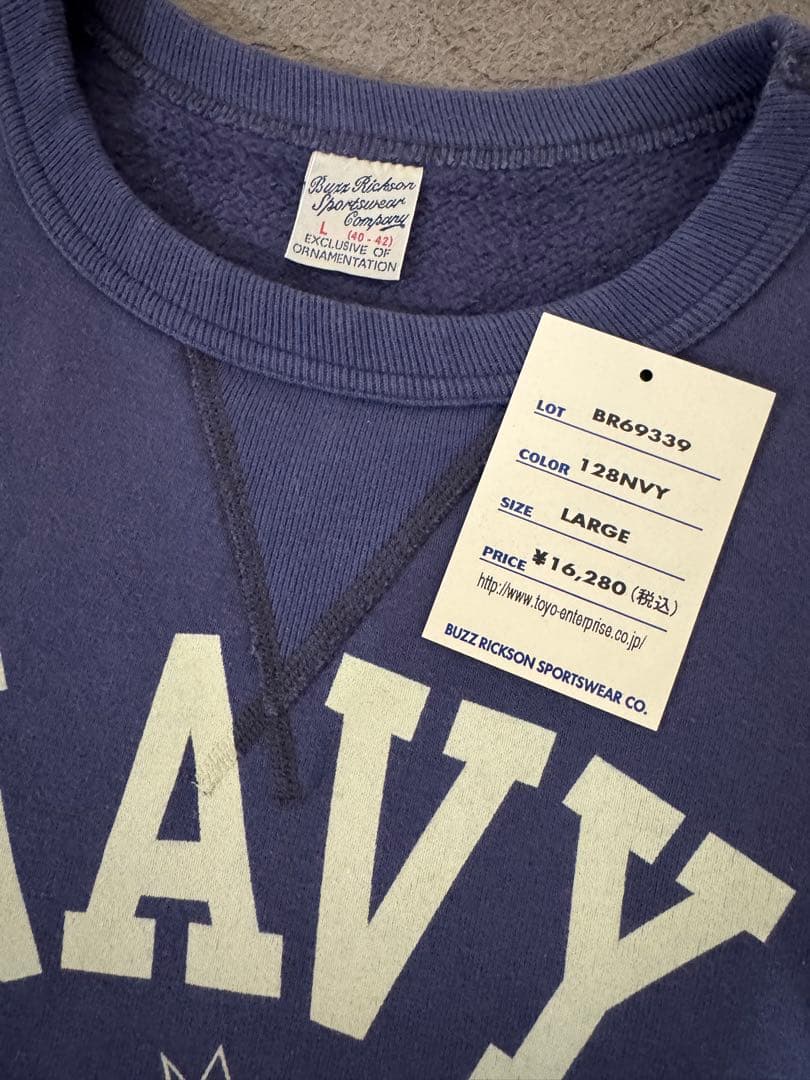 Buzz Rickson
Sportswear
Company
L (40-42)
EXCLUSIVE OF
ORNAMENTATION
LOT BR69339
COLOR 128NVY
SIZE LARGE
PRICE ¥16,280(税込)
http://www.toyo-enterprise.co.jp/
BUZZ RICKSON SPORTSWEAR CO.
AVY